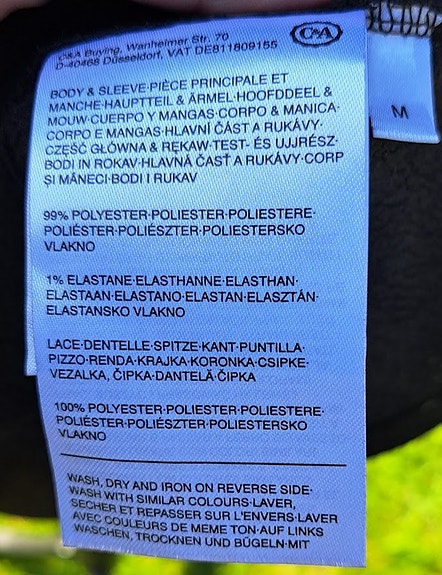 C&A Buying, Wanheimer Str. 70
D-40468 Düsseldorf, VAT DE811809155
C&A
M
BODY & SLEEVE·PIÈCE PRINCIPALE ET
MANCHE·HAUPTTEIL & ÄRMEL·HOOFDDEEL &
MOUW·CUERPO Y MANGAS·CORPO & MANICA·
CORPO E MANGAS·HLAVNÍ ČÁST A RUKÁVY·
CZĘŚĆ GŁÓWNA & RĘKAW·TEST- ÉS UJJRÉSZ·
BODI IN ROKAV·HLAVNÁ ČASŤ A RUKÁVY·CORP
ȘI MÂNECI·BODI I RUKAV
99% POLYESTER·POLIESTER·POLIESTERE·
POLIÉSTER·POLIÉSZTER·POLIESTERSKO
VLAKNO
1% ELASTANE·ELASTHANNE·ELASTHAN·
ELASTAAN·ELASTANO·ELASTAN·ELASZTÁN·
ELASTANSKO VLAKNO
LACE·DENTELLE·SPITZE·KANT·PUNTILLA·
PIZZO·RENDA·KRAJKA·KORONKA·CSIPKE·
VEZALKA, ČIPKA·DANTELĂ·ČIPKA
100% POLYESTER·POLIESTER·POLIESTERE·
POLIÉSTER·POLIÉSZTER·POLIESTERSKO
VLAKNO
WASH, DRY AND IRON ON REVERSE SIDE·
WASH WITH SIMILAR COLOURS·LAVER,
SECHER ET REPASSER SUR L'ENVERS·LAVER
AVEC COULEURS DE MEME TON·AUF LINKS
WASCHEN, TROCKNEN UND BÜGELN·MIT